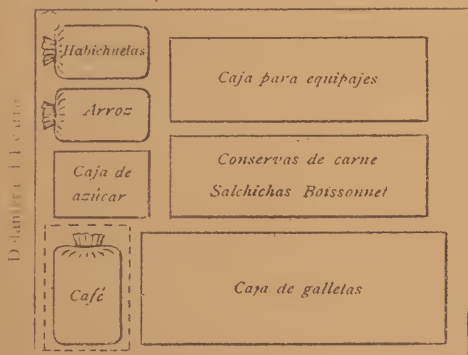 Habichuelas
Arroz
Caja de
azúcar
Café
Caja para equipajes
Conservas de carne
Salchichas Boissonnet
Caja de galletas